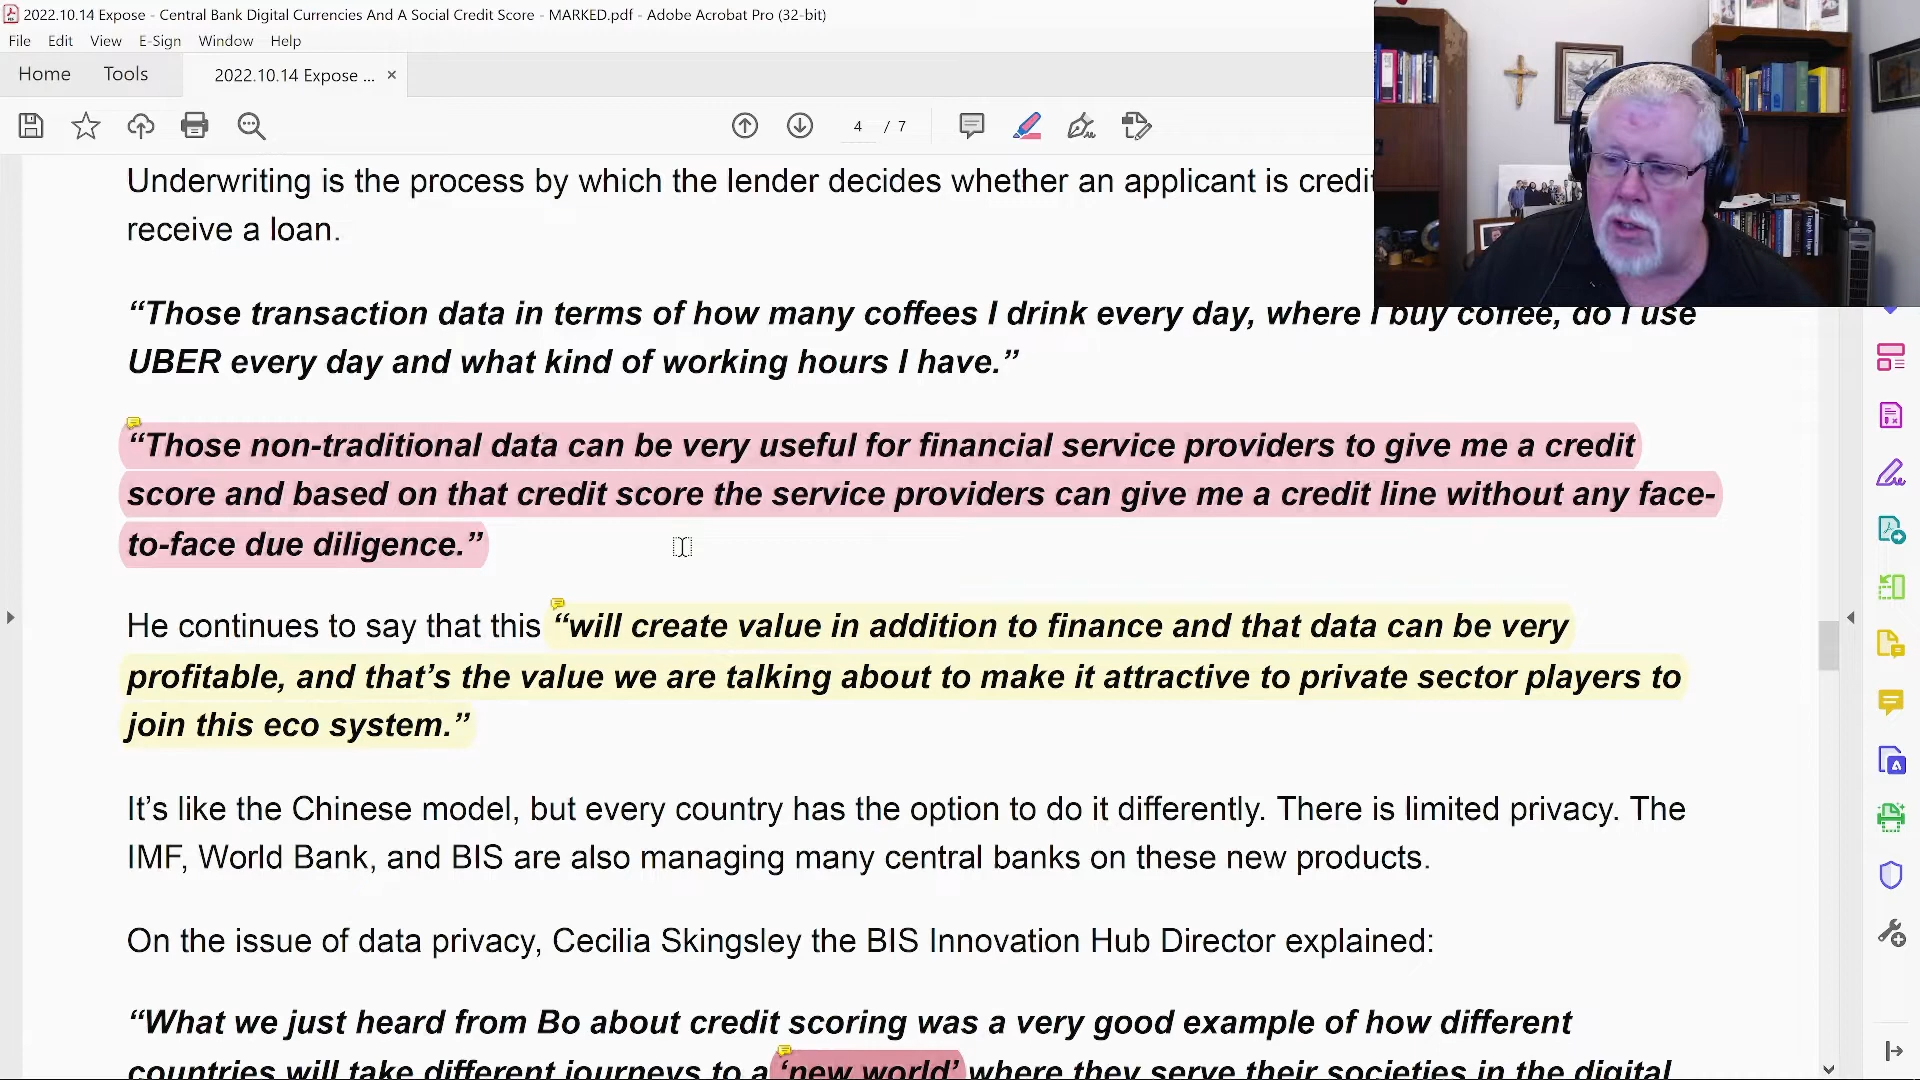 2022.10.14 Expose - Central Bank Digital Currencies And A Social Credit Score - MARKED.pdf - Adobe Acrobat Pro (32-bit)
File Edit View E-Sign Window Help
Home Tools 2022.10.14 Expose ... ×
4 / 7
Underwriting is the process by which the lender decides whether an applicant is
receive a loan.
“Those transaction data in terms of how many coffees I drink every day, where I buy coffee, do I use
UBER every day and what kind of working hours I have.”
“Those non-traditional data can be very useful for financial service providers to give me a credit
score and based on that credit score the service providers can give me a credit line without any face-
to-face due diligence.”
He continues to say that this “will create value in addition to finance and that data can be very
profitable, and that’s the value we are talking about to make it attractive to private sector players to
join this eco system.”
It’s like the Chinese model, but every country has the option to do it differently. There is limited privacy. The
IMF, World Bank, and BIS are also managing many central banks on these new products.
On the issue of data privacy, Cecilia Skingsley the BIS Innovation Hub Director explained:
“What we just heard from Bo about credit scoring was a very good example of how different
countries will take different journeys to a ‘new world’ where they serve their societies in the digital